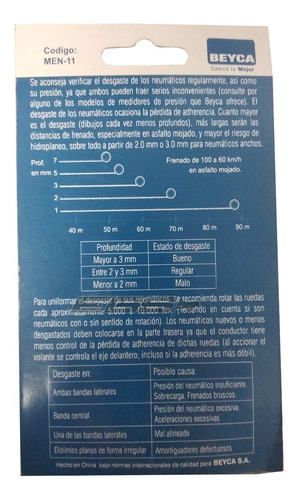 Codigo:
MEN-11
BEYCA
Damos lo Mejor
Se aconseja verificar el desgaste de los neumáticos regularmente, así como
su presión, ya que ambos pueden traer serios inconvenientes (consulte por
alguno de los modelos de medidores de presión que Beyca ofrece). El
desgaste de los neumáticos ocasiona la pérdida de adherencia. Cuanto mayor
es el desgaste (dibujos cada vez menos profundos), más largas serán las
distancias de frenado, especialmente en asfalto mojado, y mayor el riesgo de
hidroplaneo, sobre todo a partir de 2.0 mm o 3.0 mm para neumáticos anchos.
Prof.
en mm
7
5
3
2
1
Frenado de 100 a 60 km/h
en asfalto mojado.
40 m 50 m 60 m 70 m 80 m 90 m
Profundidad Estado de desgaste
Mayor a 3 mm Bueno
Entre 2 y 3 mm Regular
Menor a 2 mm Malo
Para uniformar el desgaste de sus neumáticos, se recomienda rotar las ruedas
cada aproximadamente 5.000 a 10.000 km (teniendo en cuenta si son
neumáticos con o sin sentido de rotación). Los neumáticos nuevos o menos
desgastados deben colocarse en la parte trasera ya que el conductor tiene
menos control de la pérdida de adherencia de dichas ruedas (al accionar el
volante se controla el eje delantero, incluso si la adherencia es más débil).
Desgaste en: Posible causa:
Ambas bandas laterales Presión del neumático insuficiente.
Sobrecarga. Frenados bruscos.
Banda central Presión del neumático excesiva.
Aceleraciones excesivas
Una de las bandas laterales Mal alineado
Distintos planos de forma irregular Amortiguadores defectuosos
Hecho en China bajo normas internacionales de calidad para BEYCA S.A.